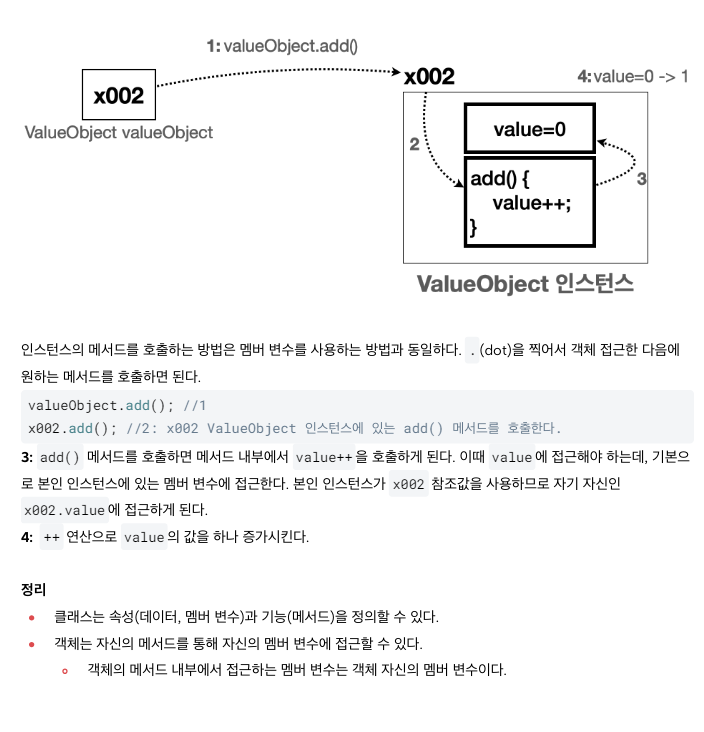 1: valueObject.add()
x002
ValueObject valueObject
x002
4: value=0 -> 1
value=0
2
add() {
value++;
}
3
ValueObject 인스턴스
인스턴스의 메서드를 호출하는 방법은 멤버 변수를 사용하는 방법과 동일하다. .(dot)을 찍어서 객체 접근한 다음에
원하는 메서드를 호출하면 된다.
valueObject.add(); //1
x002.add(); //2: x002 ValueObject 인스턴스에 있는 add() 메서드를 호출한다.
3: add() 메서드를 호출하면 메서드 내부에서 value++ 을 호출하게 된다. 이때 value 에 접근해야 하는데, 기본으
로 본인 인스턴스에 있는 멤버 변수에 접근한다. 본인 인스턴스가 x002 참조값을 사용하므로 자기 자신인
x002.value 에 접근하게 된다.
4: ++ 연산으로 value 의 값을 하나 증가시킨다.
정리
클래스는 속성(데이터, 멤버 변수)과 기능(메서드)을 정의할 수 있다.
객체는 자신의 메서드를 통해 자신의 멤버 변수에 접근할 수 있다.
객체의 메서드 내부에서 접근하는 멤버 변수는 객체 자신의 멤버 변수이다.